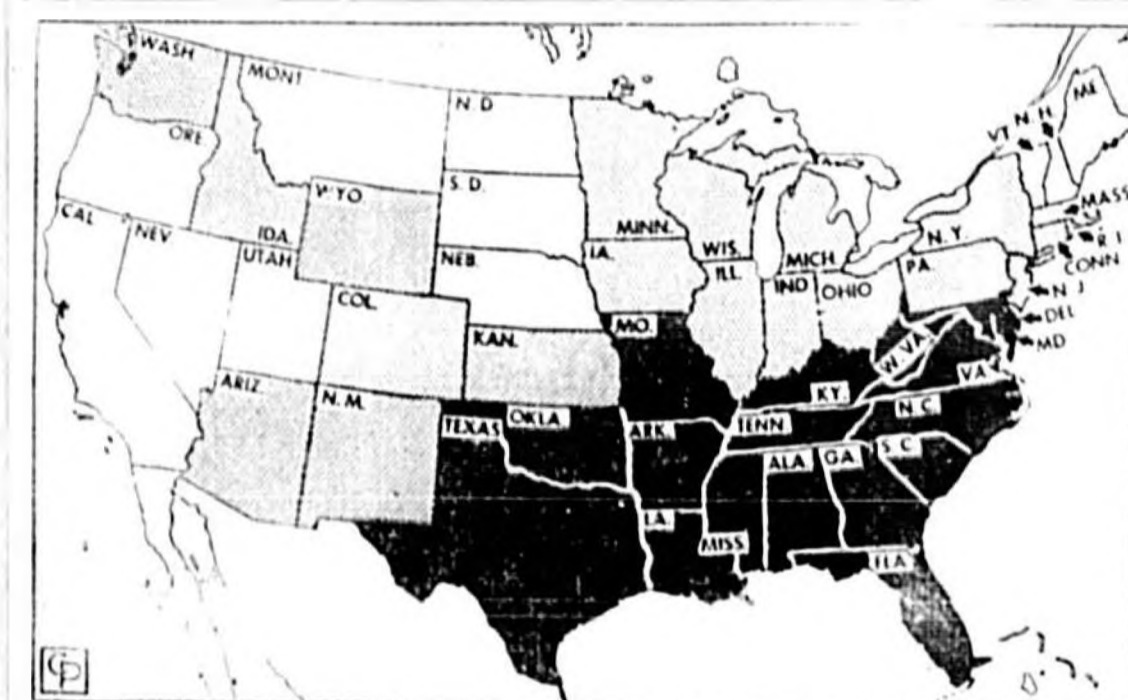 WASH
MONT
N. D
ME
VT
N. H
ORE
S. D.
MASS
W YO.
CAL
NEV.
IDA.
UTAH
NEB.
MINN.
IA.
WIS.
MICH
N. Y.
R I
CONN
PA.
ILL
IND
OHIO
N J
COL.
DEL
MO.
KAN.
W. VA.
MD
ARIZ.
N. M.
KY.
VA
TEXAS
OKLA.
ARK.
TENN.
N. C.
S. C
ALA.
GA.
LA.
MISS.
FLA.
CP